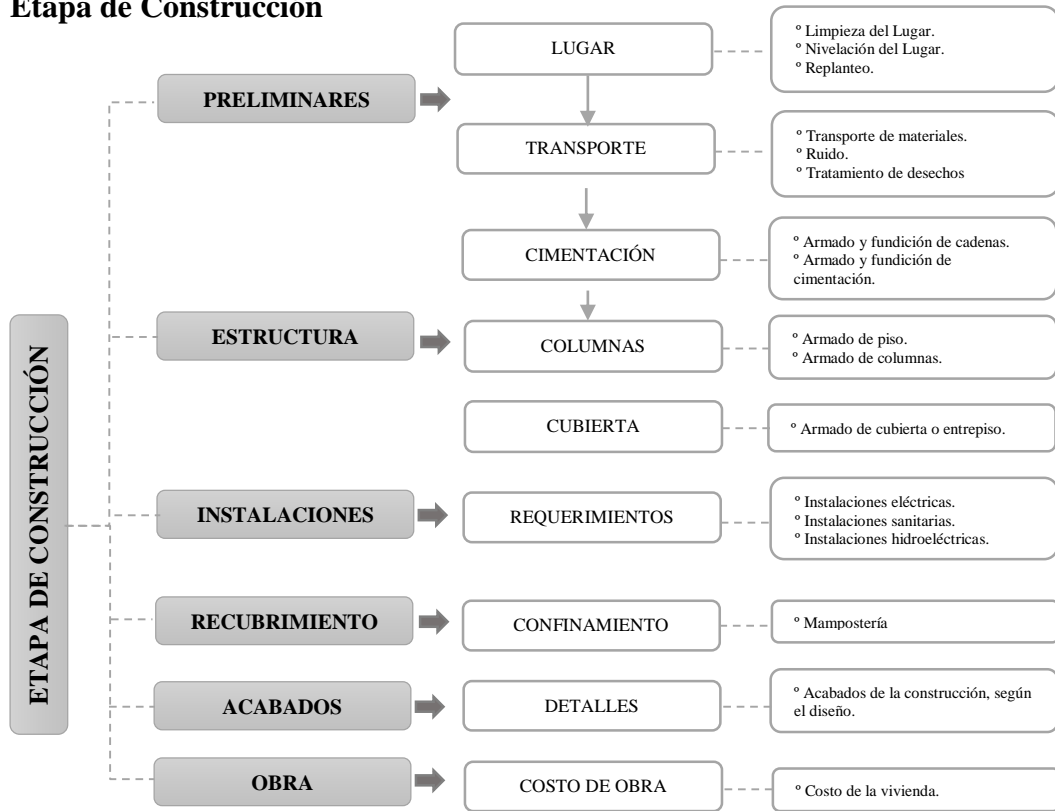 Etapa de Construcción
ETAPA DE CONSTRUCCIÓN
PRELIMINARES
LUGAR
º Limpieza del Lugar.
º Nivelación del Lugar.
º Replanteo.
TRANSPORTE
º Transporte de materiales.
º Ruido.
º Tratamiento de desechos
CIMENTACIÓN
º Armado y fundición de cadenas.
º Armado y fundición de
cimentación.
ESTRUCTURA
COLUMNAS
º Armado de piso.
º Armado de columnas.
CUBIERTA
º Armado de cubierta o entrepiso.
INSTALACIONES
REQUERIMIENTOS
º Instalaciones eléctricas.
º Instalaciones sanitarias.
º Instalaciones hidroeléctricas.
RECUBRIMIENTO
CONFINAMIENTO
º Mampostería
ACABADOS
DETALLES
º Acabados de la construcción, según
el diseño.
OBRA
COSTO DE OBRA
º Costo de la vivienda.